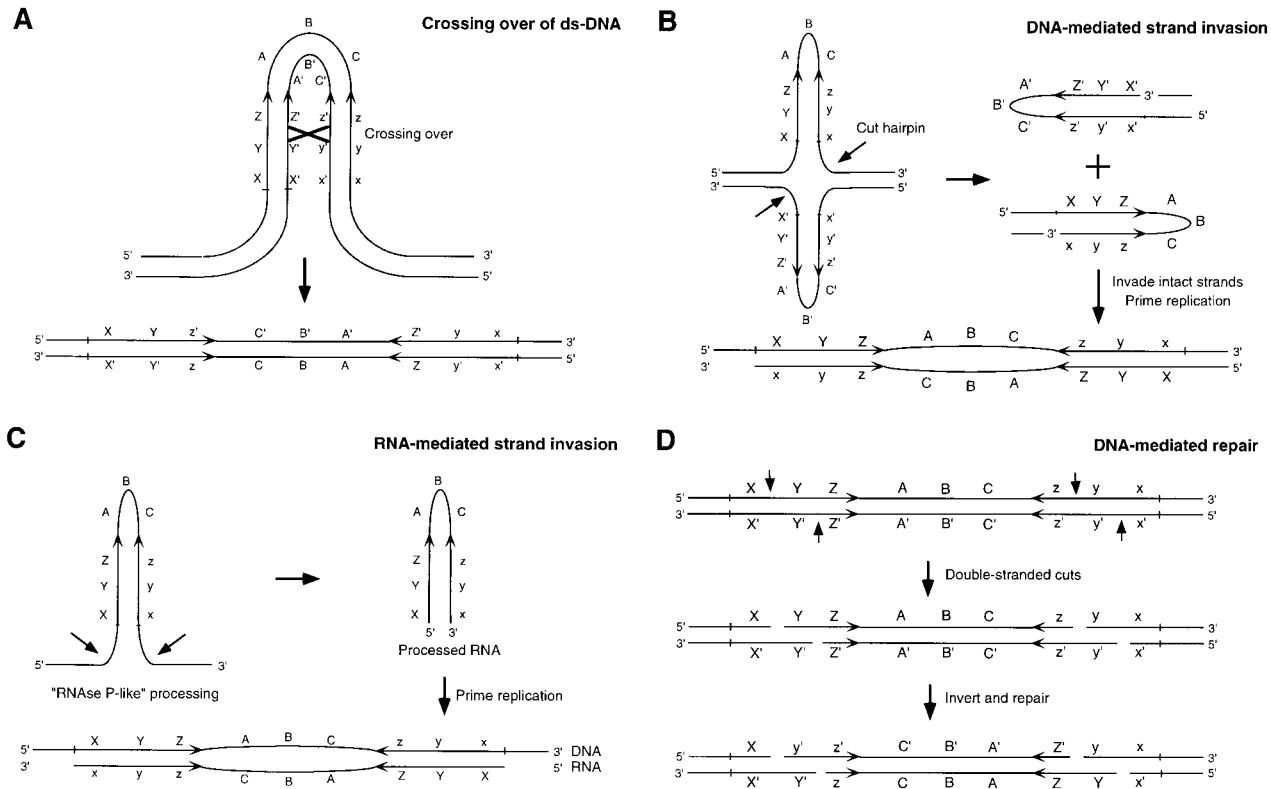 A
Crossing over of ds-DNA
B
A C
B'
A' C'
Z Z' z' z
Crossing over
Y Y' y' y
X X' x' x
5' 3'
3' 5'
X Y z' C' B' A' Z' y x
5' 3'
3' 5'
X' Y' z C B A Z y' x'
B
DNA-mediated strand invasion
B
A C
Z z
Y y
X x
Cut hairpin
5' 3'
3' 5'
X' x'
Y' y'
Z' z'
A' C'
B'
A' Z' Y' X' 3'
B'
5'
C' z' y' x'
+
X Y Z A
5'
B
3'
x y z C
Invade intact strands
Prime replication
X Y Z A B C z y x
5' 3'
3' 5'
x y z C B A Z Y X
C
RNA-mediated strand invasion
B
A C
Z z
Y y
X x
5' 3'
"RNAse P-like" processing
B
A C
Z z
Y y
X x
5' 3'
Processed RNA
Prime replication
X Y Z A B C z y x
5' 3' DNA
3' 5' RNA
x y z C B A Z Y X
D
DNA-mediated repair
X Y Z A B C z y x
5' 3'
3' 5'
X' Y' Z' A' B' C' z' y' x'
Double-stranded cuts
X Y Z A B C z y x
5' 3'
3' 5'
X' Y' Z' A' B' C' z' y' x'
Invert and repair
X y' z' C' B' A' Z' y x
5' 3'
3' 5'
X' Y' z C B A Z Y x'